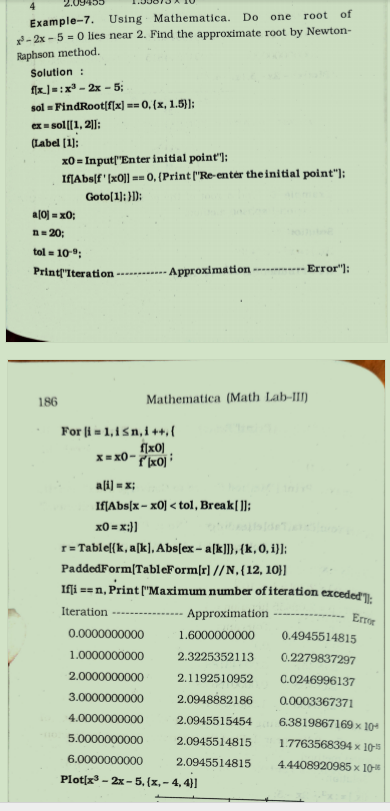 4 2.09455 1.55873 × 10
Example-7. Using Mathematica. Do one root of
x³ – 2x – 5 = 0 lies near 2. Find the approximate root by Newton-
Raphson method.
Solution :
f[x_] = : x³ – 2x – 5;
sol = FindRoot[f[x] == 0, {x, 1.5}];
ex = sol[[1, 2]];
(Label [1];
x0 = Input["Enter initial point"];
If[Abs[f ' [x0]] == 0, {Print ["Re-enter the initial point"];
Goto[1]; }]);
a[0] = x0;
n = 20;
tol = 10⁻⁹;
Print["Iteration ----------- Approximation ----------- Error"];
186 Mathematica (Math Lab–III)
For [i = 1, i ≤ n, i ++, {
f[x0]
x = x0 – ;
f'[x0]
a[i] = x;
If[Abs[x – x0] < tol, Break[ ]];
x0 = x;}]
r = Table[{k, a[k], Abs[ex – a[k]]}, {k, 0, i}];
PaddedForm[TableForm[r] // N, {12, 10}]
If[i == n, Print ["Maximum number of iteration exceded"]];
Iteration --------------- Approximation --------------- Error
0.0000000000 1.6000000000 0.4945514815
1.0000000000 2.3225352113 0.2279837297
2.0000000000 2.1192510952 0.0246996137
3.0000000000 2.0948882186 0.0003367371
4.0000000000 2.0945515454 6.3819867169 × 10⁻⁸
5.0000000000 2.0945514815 1.7763568394 × 10⁻¹⁵
6.0000000000 2.0945514815 4.4408920985 × 10⁻¹⁶
Plot[x³ – 2x – 5, {x, – 4, 4}]